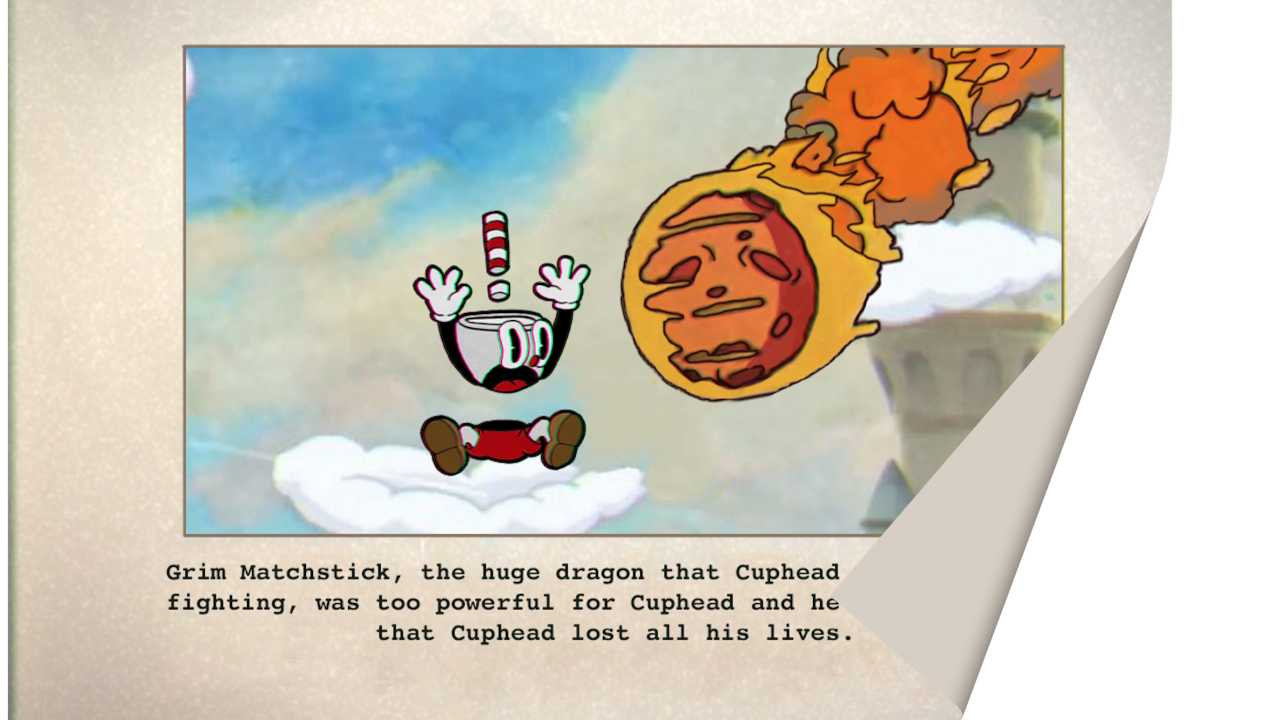 Grim Matchstick, the huge dragon that Cuphead
fighting, was too powerful for Cuphead and he
that Cuphead lost all his lives.